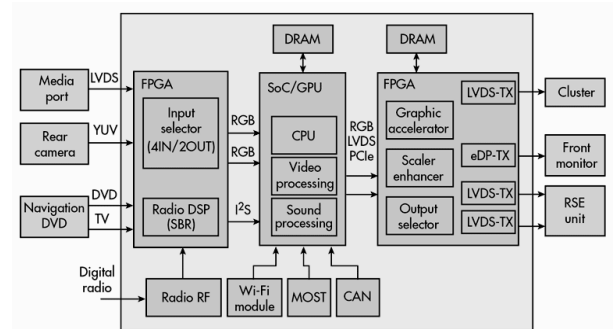 DRAM
DRAM
Media
port
LVDS
FPGA
Input
selector
(4IN/2OUT)
SoC/GPU
FPGA
LVDS-TX
Cluster
Rear
camera
YUV
RGB
RGB
CPU
Video
processing
RGB
LVDS
PCIe
Graphic
accelerator
Scaler
enhancer
eDP-TX
Front
monitor
Navigation
DVD
DVD
TV
Radio DSP
(SBR)
I²S
Sound
processing
Output
selector
LVDS-TX
LVDS-TX
RSE
unit
Digital
radio
Radio RF
Wi-Fi
module
MOST
CAN